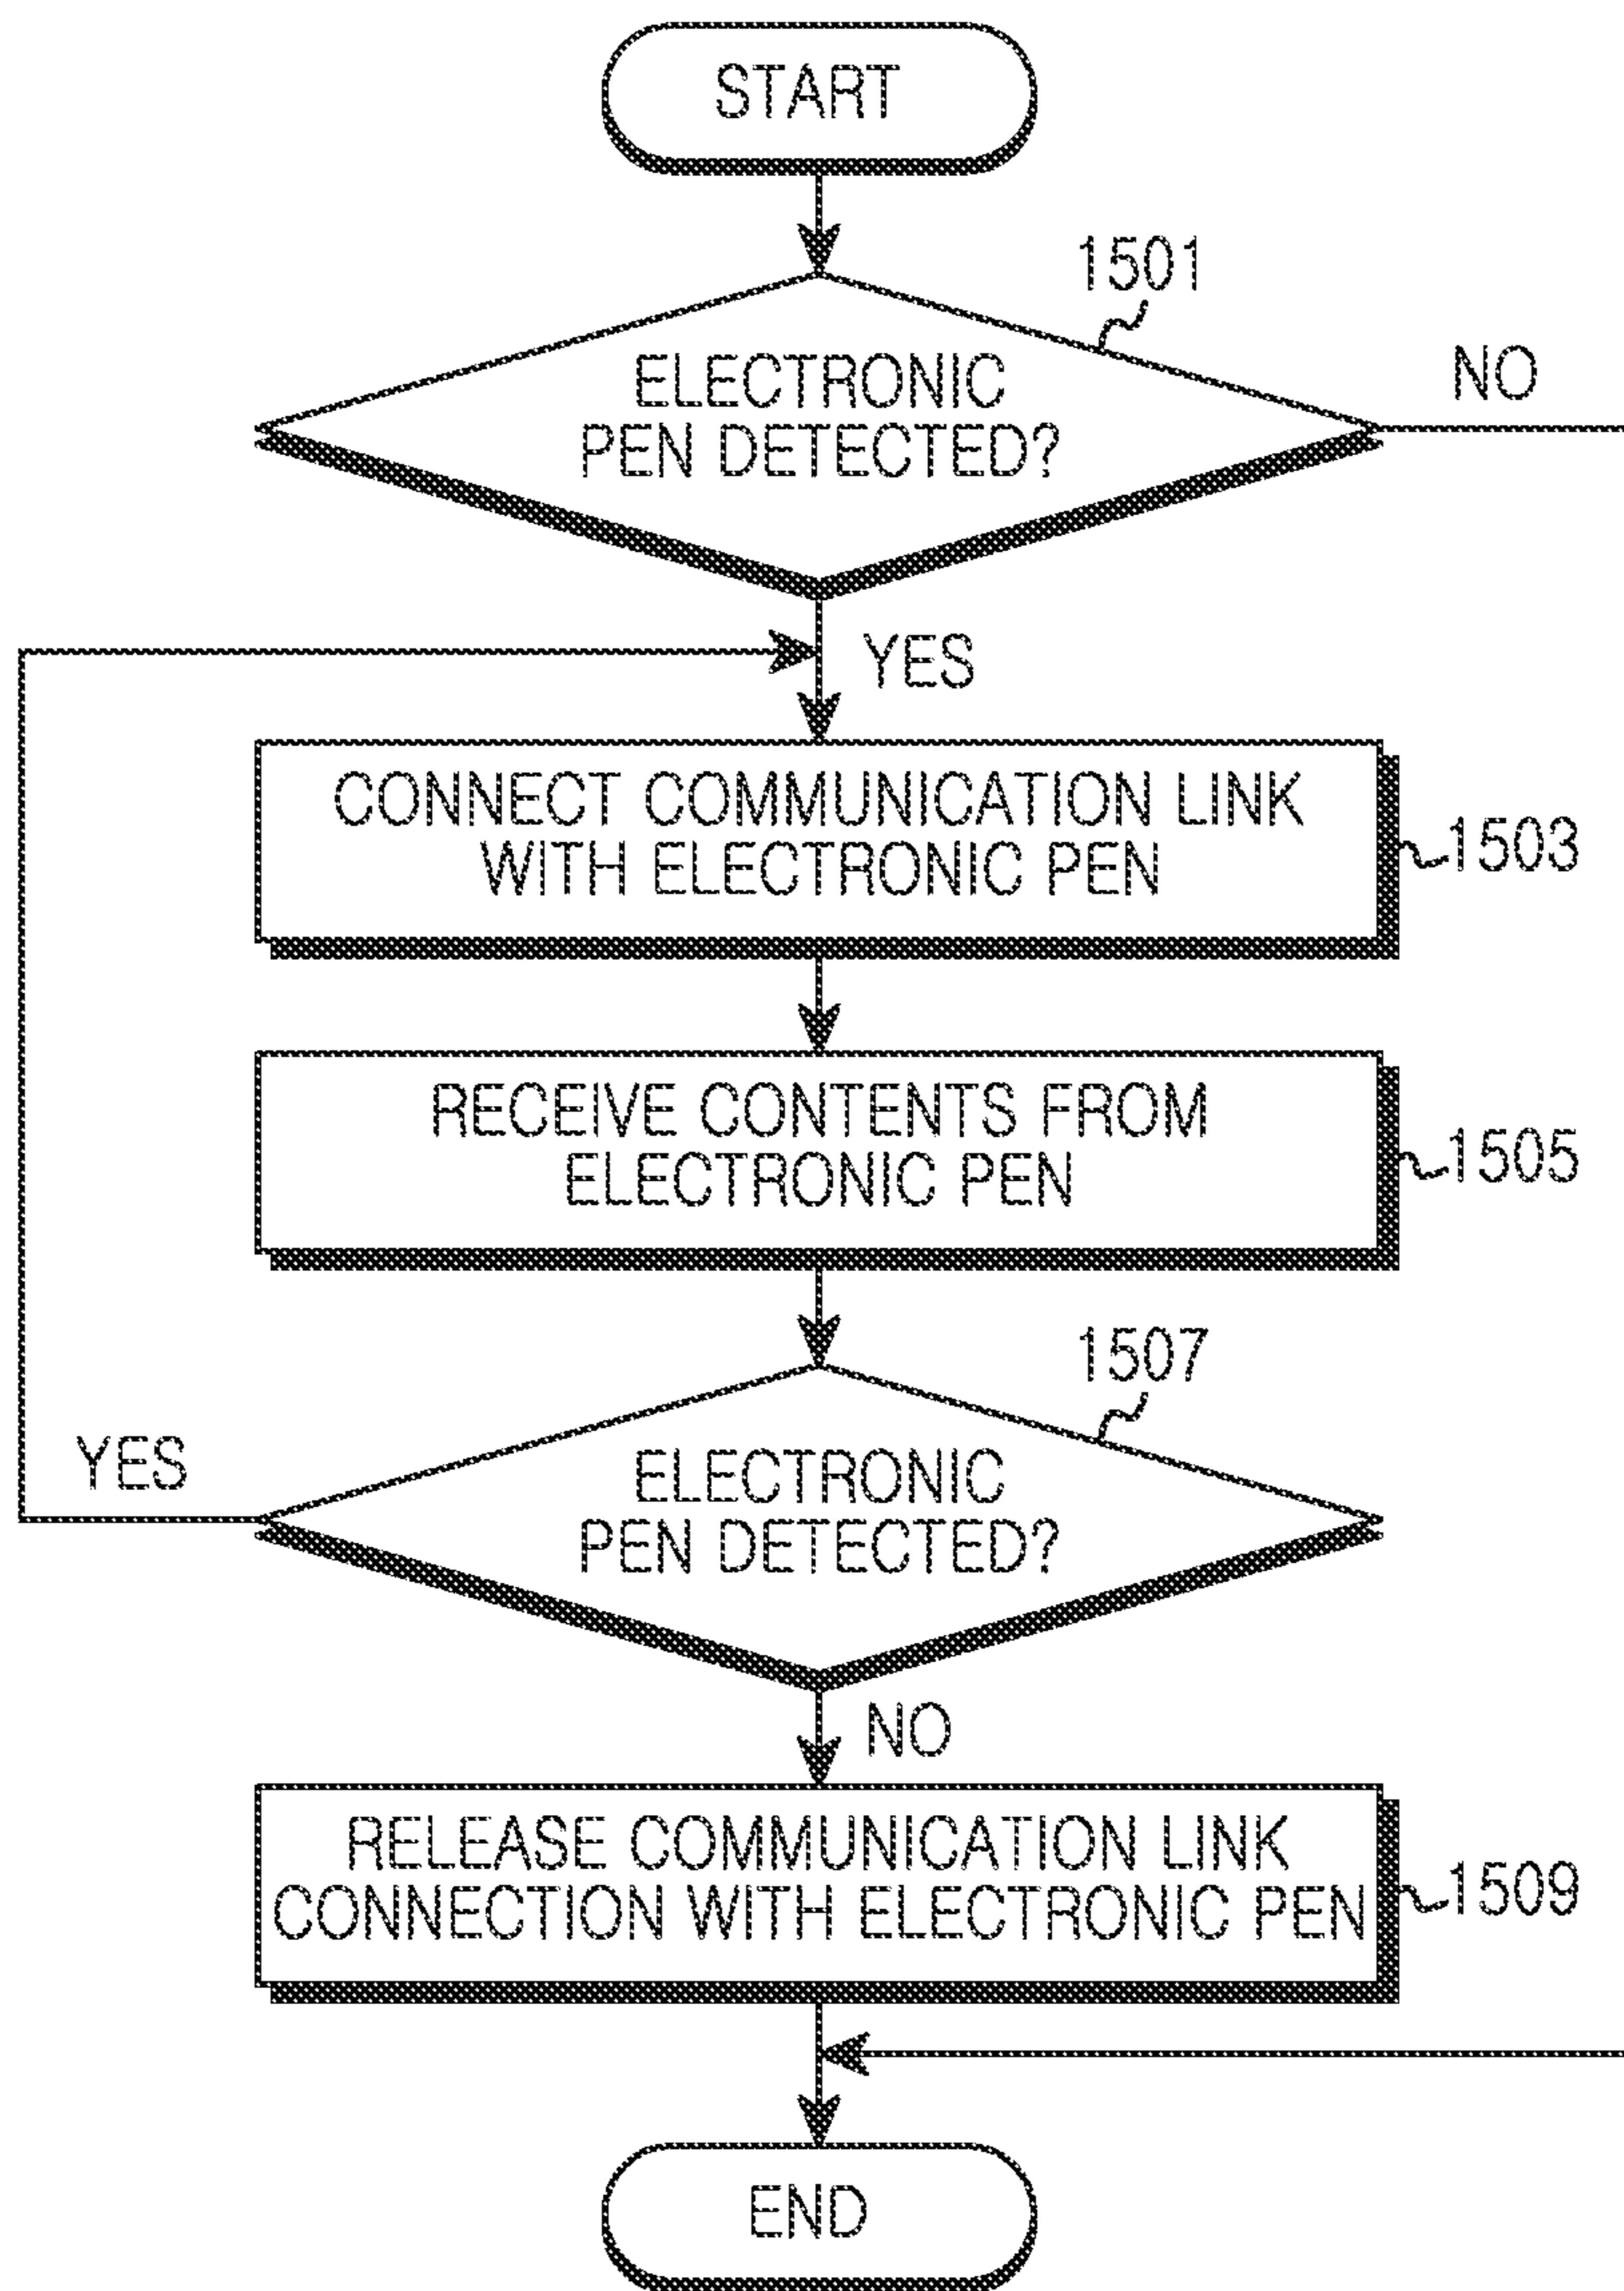 START
1501
ELECTRONIC
PEN DETECTED?
NO
YES
CONNECT COMMUNICATION LINK
WITH ELECTRONIC PEN
1503
RECEIVE CONTENTS FROM
ELECTRONIC PEN
1505
1507
ELECTRONIC
PEN DETECTED?
YES
NO
RELEASE COMMUNICATION LINK
CONNECTION WITH ELECTRONIC PEN
1509
END